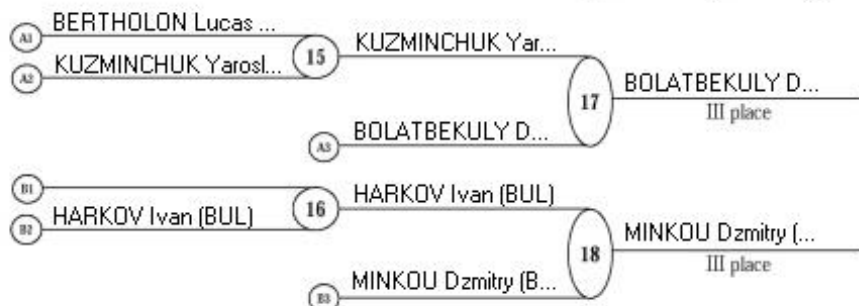 A1 BERTHOLON Lucas ...
A2 KUZMINCHUK Yarosl...
15
KUZMINCHUK Yar...
A3 BOLATBEKULY D...
17
BOLATBEKULY D...
III place
B1
B2 HARKOV Ivan (BUL)
16
HARKOV Ivan (BUL)
B3 MINKOU Dzmitry (B...
18
MINKOU Dzmitry (...
III place